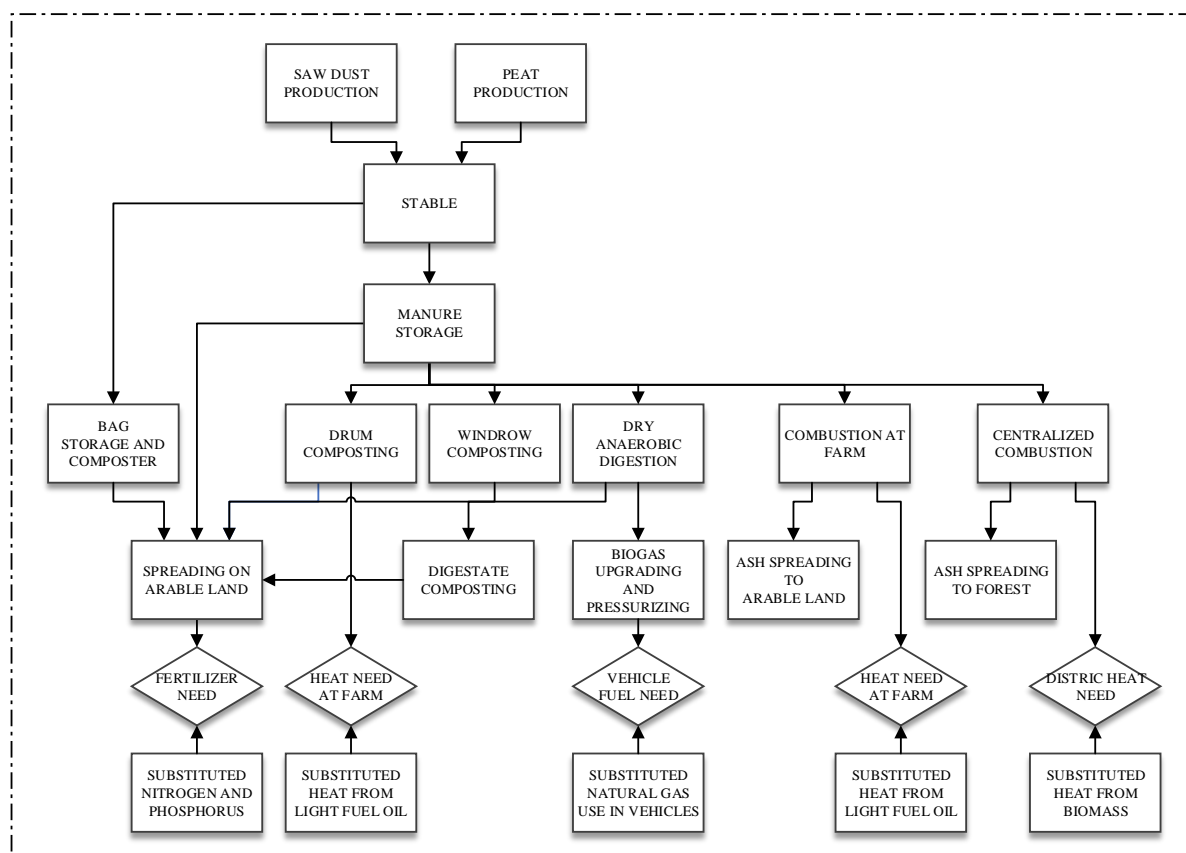 SAW DUST
PRODUCTION
PEAT
PRODUCTION
STABLE
MANURE
STORAGE
BAG
STORAGE AND
COMPOSTER
DRUM
COMPOSTING
WINDROW
COMPOSTING
DRY
ANAEROBIC
DIGESTION
COMBUSTION AT
FARM
CENTRALIZED
COMBUSTION
SPREADING ON
ARABLE LAND
DIGESTATE
COMPOSTING
BIOGAS
UPGRADING
AND
PRESSURIZING
ASH SPREADING
TO
ARABLE LAND
ASH SPREADING
TO FOREST
FERTILIZER
NEED
HEAT NEED
AT FARM
VEHICLE
FUEL NEED
HEAT NEED
AT FARM
DISTRIC HEAT
NEED
SUBSTITUTED
NITROGEN AND
PHOSPHORUS
SUBSTITUTED
HEAT FROM
LIGHT FUEL OIL
SUBSTITUTED
NATURAL GAS
USE IN VEHICLES
SUBSTITUTED
HEAT FROM
LIGHT FUEL OIL
SUBSTITUTED
HEAT FROM
BIOMASS